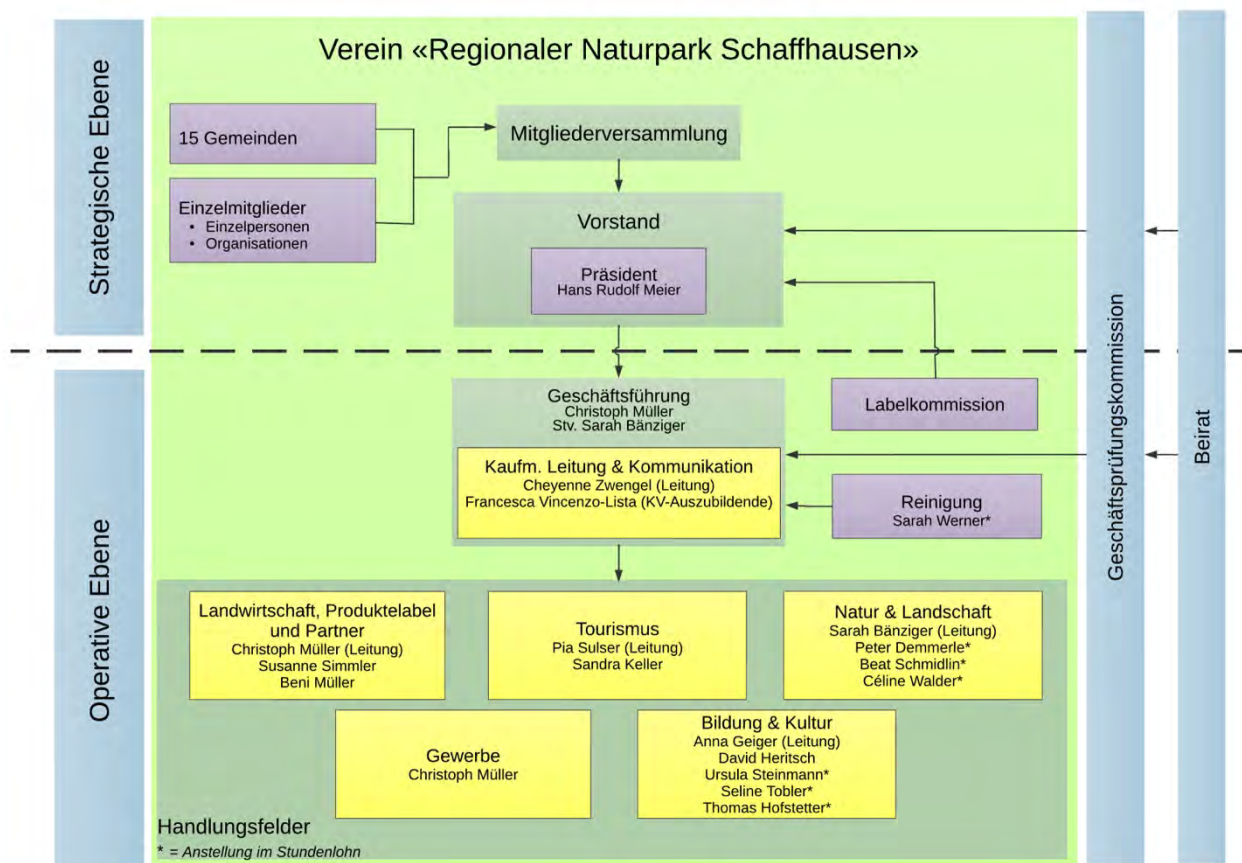 Verein «Regionaler Naturpark Schaffhausen»
Strategische Ebene
15 Gemeinden
Einzelmitglieder
• Einzelpersonen
• Organisationen
Mitgliederversammlung
Vorstand
Präsident
Hans Rudolf Meier
Geschäftsprüfungskommission
Beirat
Operative Ebene
Geschäftsführung
Christoph Müller
Stv. Sarah Bänziger
Kaufm. Leitung & Kommunikation
Cheyenne Zwengel (Leitung)
Francesca Vincenzo-Lista (KV-Auszubildende)
Labelkommission
Reinigung
Sarah Werner*
Landwirtschaft, Produktelabel
und Partner
Christoph Müller (Leitung)
Susanne Simmler
Beni Müller
Tourismus
Pia Sulser (Leitung)
Sandra Keller
Natur & Landschaft
Sarah Bänziger (Leitung)
Peter Demmerle*
Beat Schmidlin*
Céline Walder*
Gewerbe
Christoph Müller
Bildung & Kultur
Anna Geiger (Leitung)
David Heritsch
Ursula Steinmann*
Seline Tobler*
Thomas Hofstetter*
Handlungsfelder
* = Anstellung im Stundenlohn